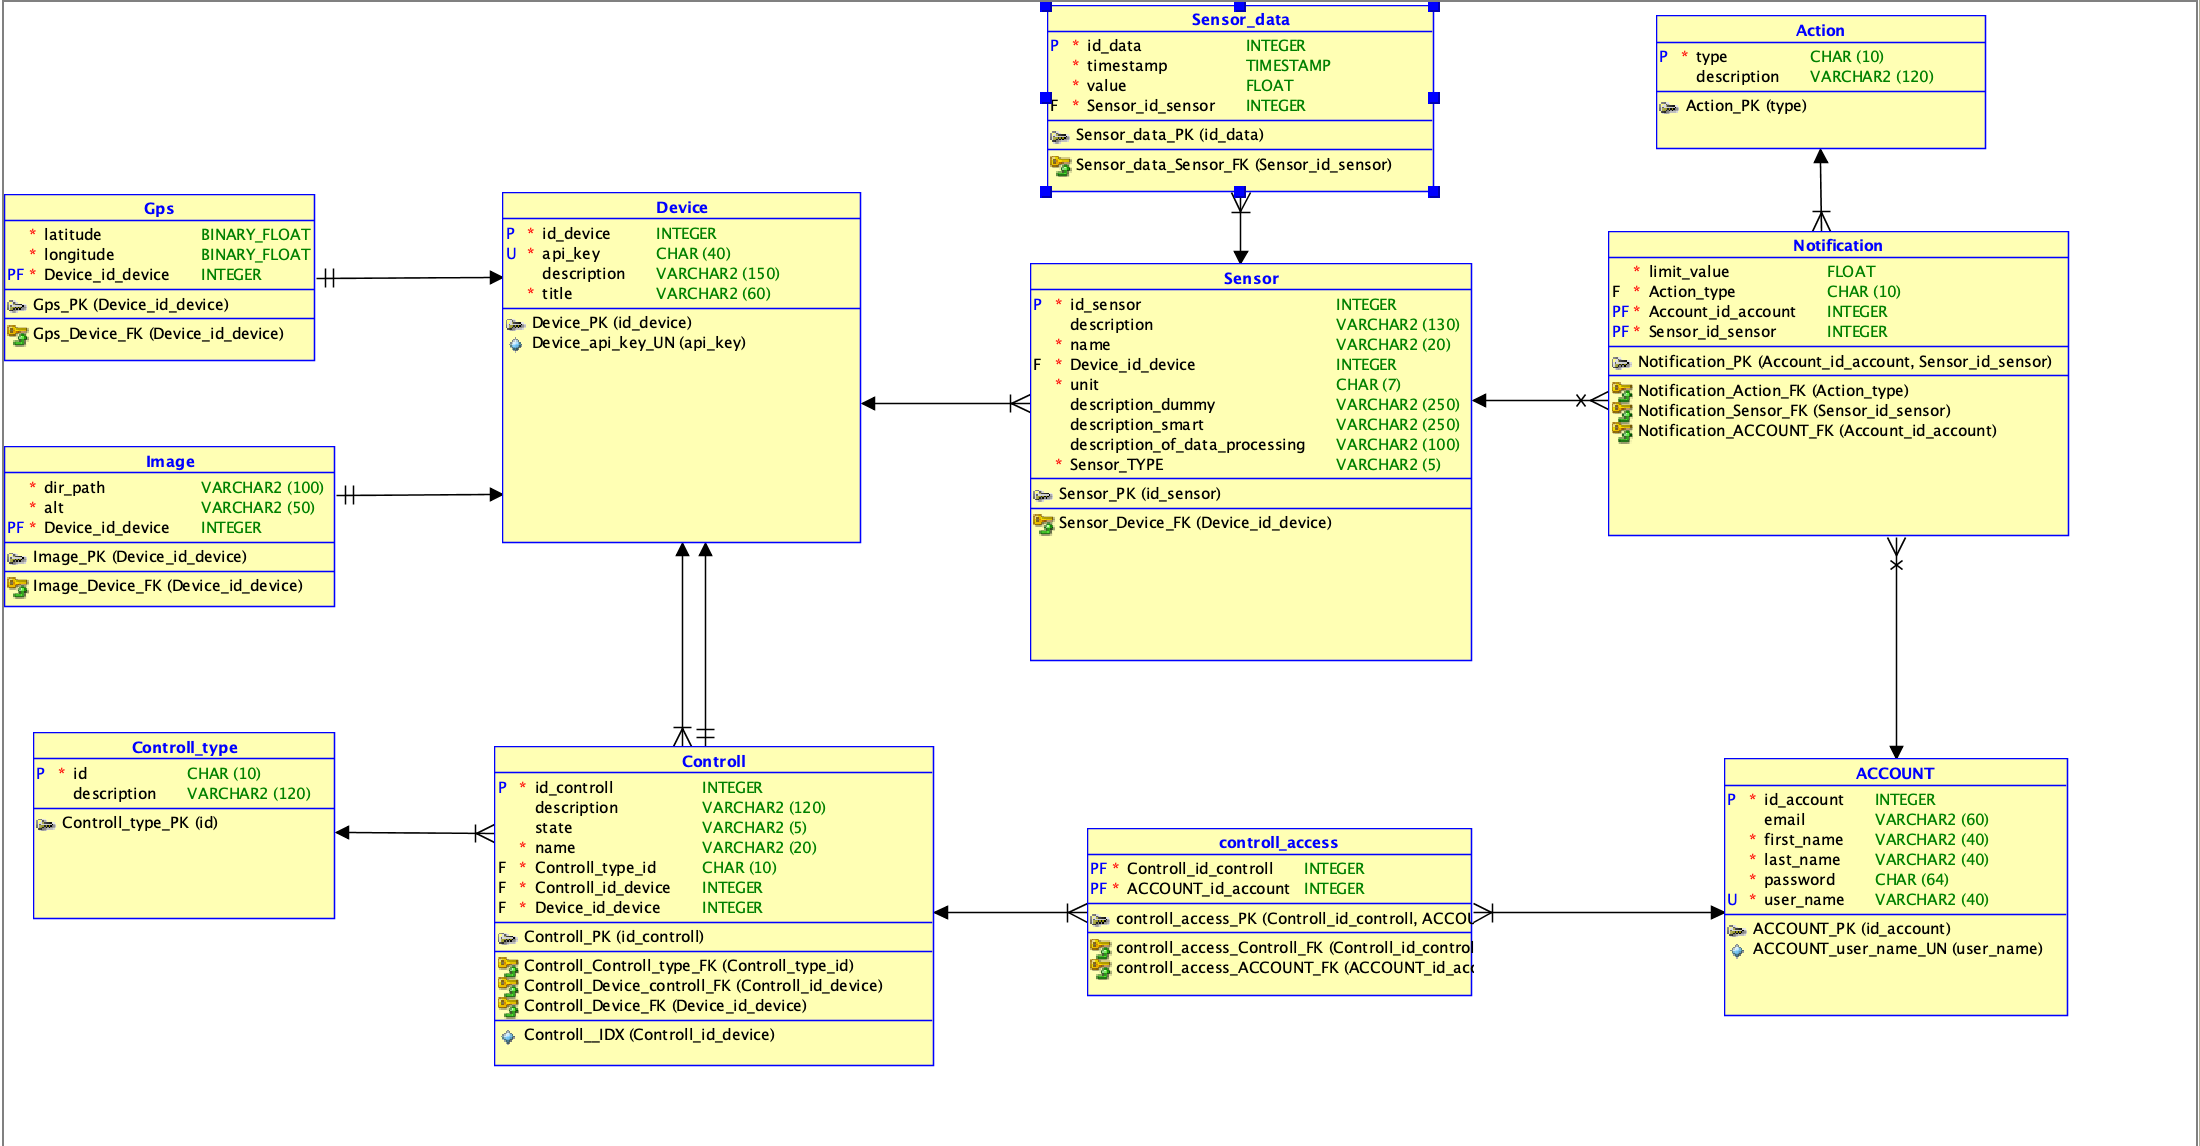 Sensor_data
P * id_data INTEGER
* timestamp TIMESTAMP
* value FLOAT
F * Sensor_id_sensor INTEGER
Sensor_data_PK (id_data)
Sensor_data_Sensor_FK (Sensor_id_sensor)
Action
P * type CHAR (10)
description VARCHAR2 (120)
Action_PK (type)
Gps
* latitude BINARY_FLOAT
* longitude BINARY_FLOAT
PF * Device_id_device INTEGER
Gps_PK (Device_id_device)
Gps_Device_FK (Device_id_device)
Device
P * id_device INTEGER
U * api_key CHAR (40)
description VARCHAR2 (150)
* title VARCHAR2 (60)
Device_PK (id_device)
Device_api_key_UN (api_key)
Sensor
P * id_sensor INTEGER
description VARCHAR2 (130)
* name VARCHAR2 (20)
F * Device_id_device INTEGER
* unit CHAR (7)
description_dummy VARCHAR2 (250)
description_smart VARCHAR2 (250)
description_of_data_processing VARCHAR2 (100)
* Sensor_TYPE VARCHAR2 (5)
Sensor_PK (id_sensor)
Sensor_Device_FK (Device_id_device)
Notification
* limit_value FLOAT
F * Action_type CHAR (10)
PF * Account_id_account INTEGER
PF * Sensor_id_sensor INTEGER
Notification_PK (Account_id_account, Sensor_id_sensor)
Notification_Action_FK (Action_type)
Notification_Sensor_FK (Sensor_id_sensor)
Notification_ACCOUNT_FK (Account_id_account)
Image
* dir_path VARCHAR2 (100)
* alt VARCHAR2 (50)
PF * Device_id_device INTEGER
Image_PK (Device_id_device)
Image_Device_FK (Device_id_device)
Controll_type
P * id CHAR (10)
description VARCHAR2 (120)
Controll_type_PK (id)
Controll
P * id_controll INTEGER
description VARCHAR2 (120)
state VARCHAR2 (5)
* name VARCHAR2 (20)
F * Controll_type_id CHAR (10)
F * Controll_id_device INTEGER
F * Device_id_device INTEGER
Controll_PK (id_controll)
Controll_Controll_type_FK (Controll_type_id)
Controll_Device_controll_FK (Controll_id_device)
Controll_Device_FK (Device_id_device)
Controll__IDX (Controll_id_device)
controll_access
PF * Controll_id_controll INTEGER
PF * ACCOUNT_id_account INTEGER
controll_access_PK (Controll_id_controll, ACCOU
controll_access_Controll_FK (Controll_id_control
controll_access_ACCOUNT_FK (ACCOUNT_id_acc
ACCOUNT
P * id_account INTEGER
email VARCHAR2 (60)
* first_name VARCHAR2 (40)
* last_name VARCHAR2 (40)
* password CHAR (64)
U * user_name VARCHAR2 (40)
ACCOUNT_PK (id_account)
ACCOUNT_user_name_UN (user_name)